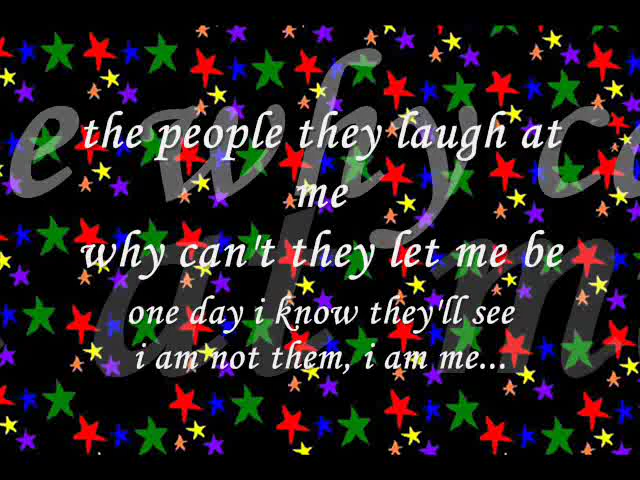 the people they laugh at
me
why can't they let me be
one day i know they'll see
i am not them, i am me...